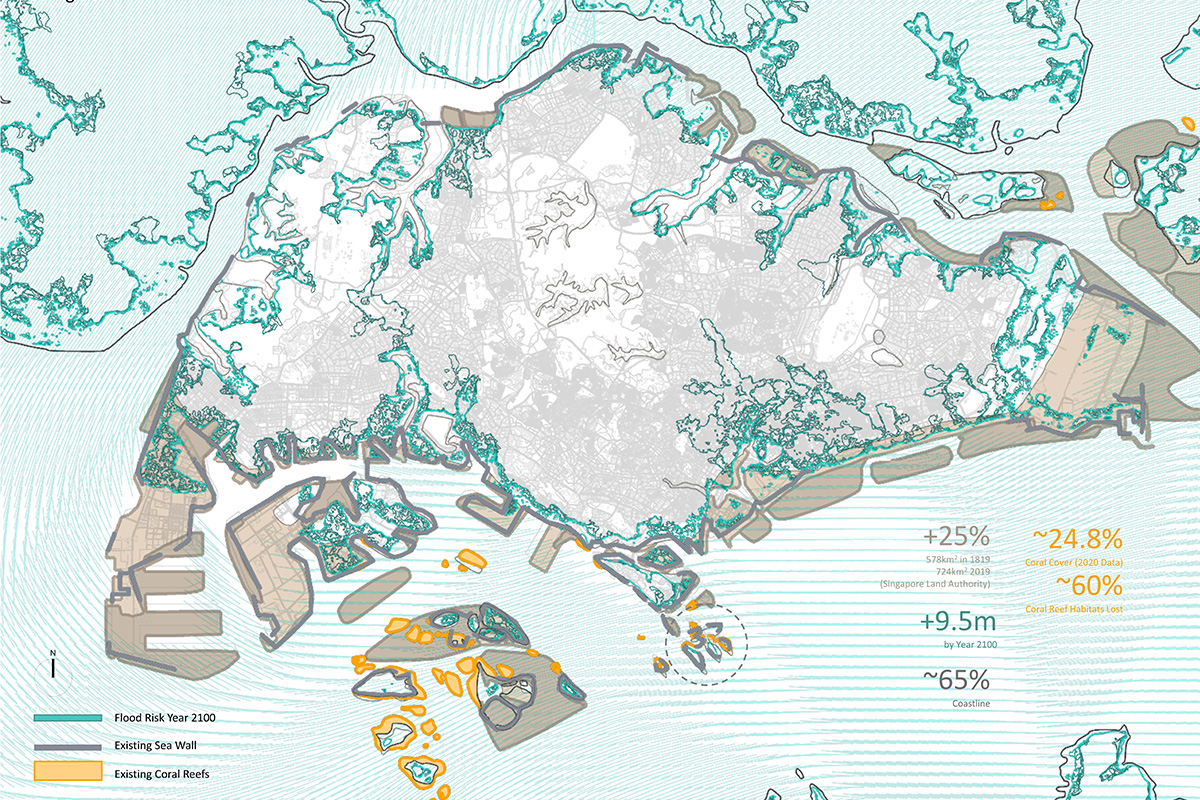 +25%
578km² in 1819
724km² 2019
(Singapore Land Authority)
~24.8%
Coral Cover (2020 Data)
~60%
Coral Reef Habitats Lost
+9.5m
by Year 2100
~65%
Coastline
N
Flood Risk Year 2100
Existing Sea Wall
Existing Coral Reefs